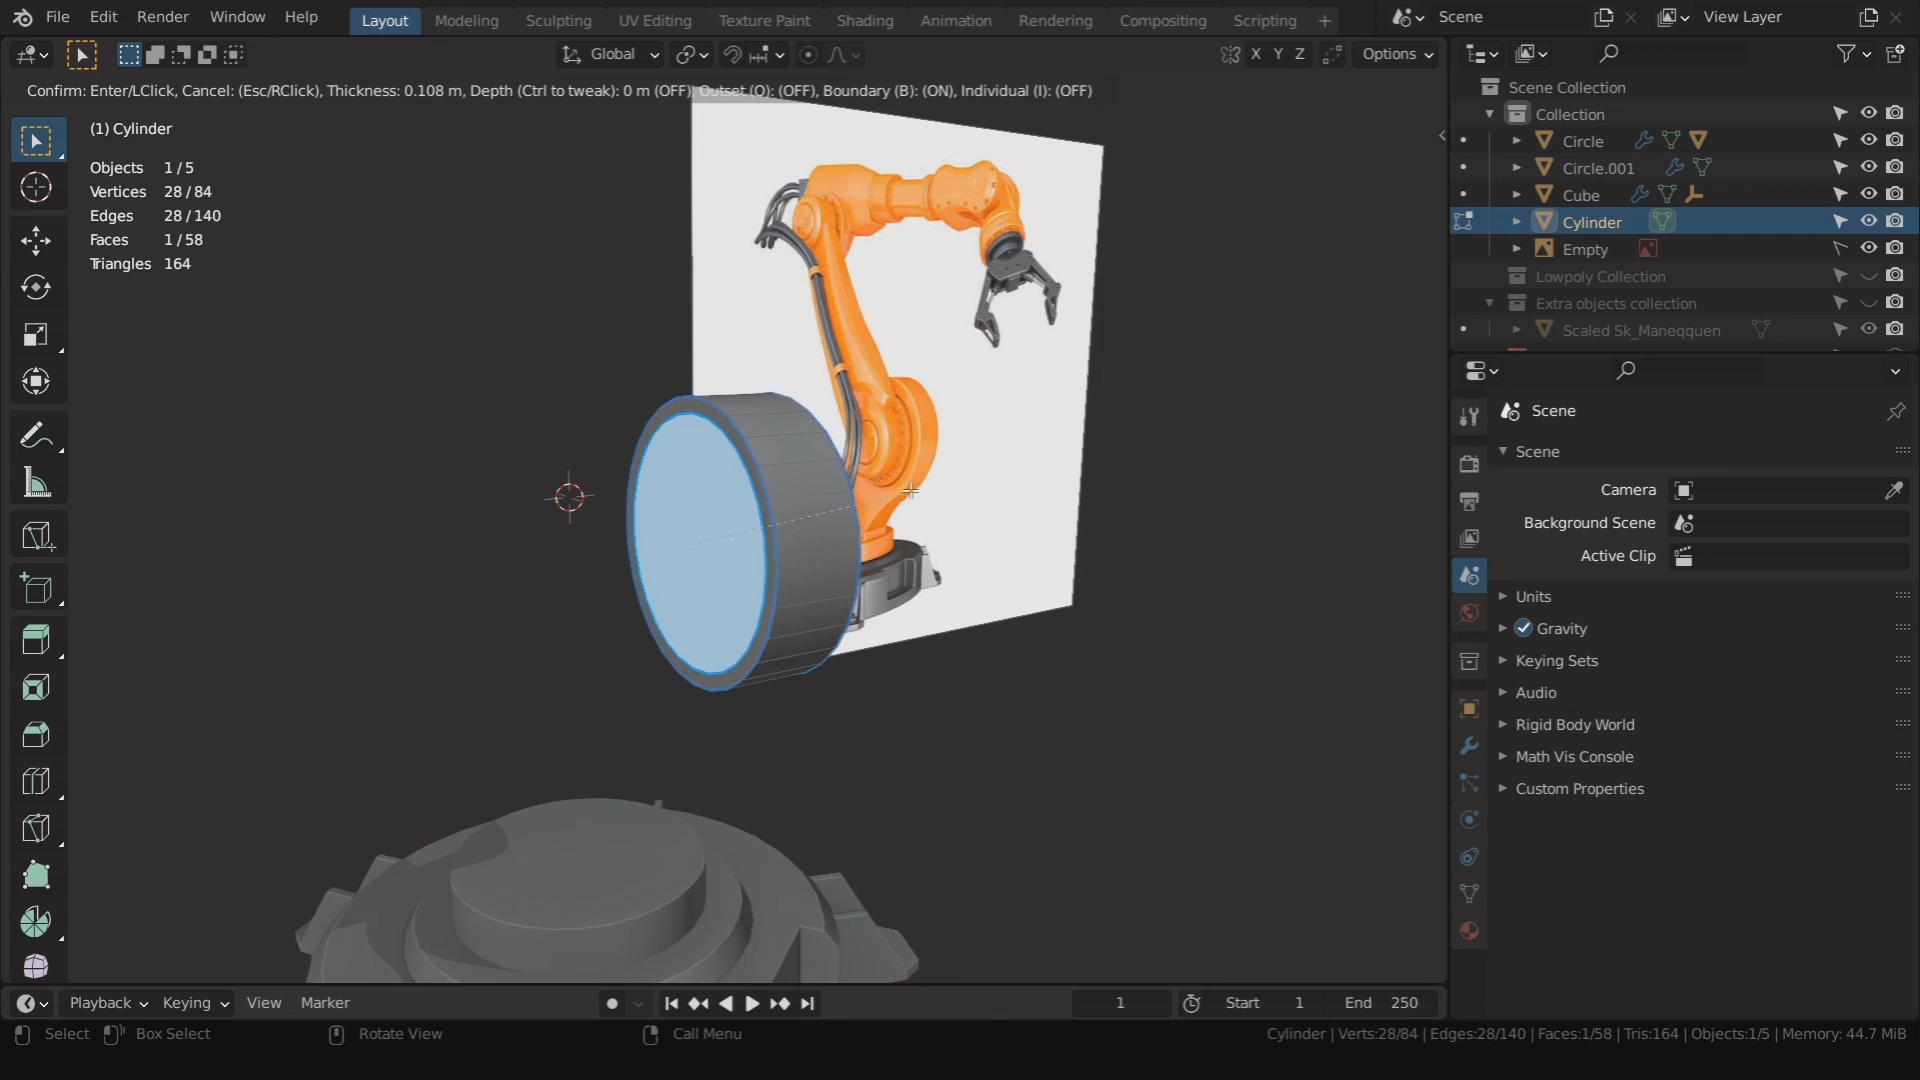 File Edit Render Window Help Layout Modeling Sculpting UV Editing Texture Paint Shading Animation Rendering Compositing Scripting + Scene View Layer
Global X Y Z Options
Confirm: Enter/LClick, Cancel: (Esc/RClick), Thickness: 0.108 m, Depth (Ctrl to tweak): 0 m (OFF), Outset (O): (OFF), Boundary (B): (ON), Individual (I): (OFF)
(1) Cylinder
Objects 1 / 5
Vertices 28 / 84
Edges 28 / 140
Faces 1 / 58
Triangles 164
Scene Collection
Collection
Circle
Circle.001
Cube
Cylinder
Empty
Lowpoly Collection
Extra objects collection
Scaled Sk_Maneqquen
Scene
Scene
Camera
Background Scene
Active Clip
Units
Gravity
Keying Sets
Audio
Rigid Body World
Math Vis Console
Custom Properties
Playback Keying View Marker 1 Start 1 End 250
Select Box Select Rotate View Call Menu Cylinder | Verts:28/84 | Edges:28/140 | Faces:1/58 | Tris:164 | Objects:1/5 | Memory: 44.7 MiB